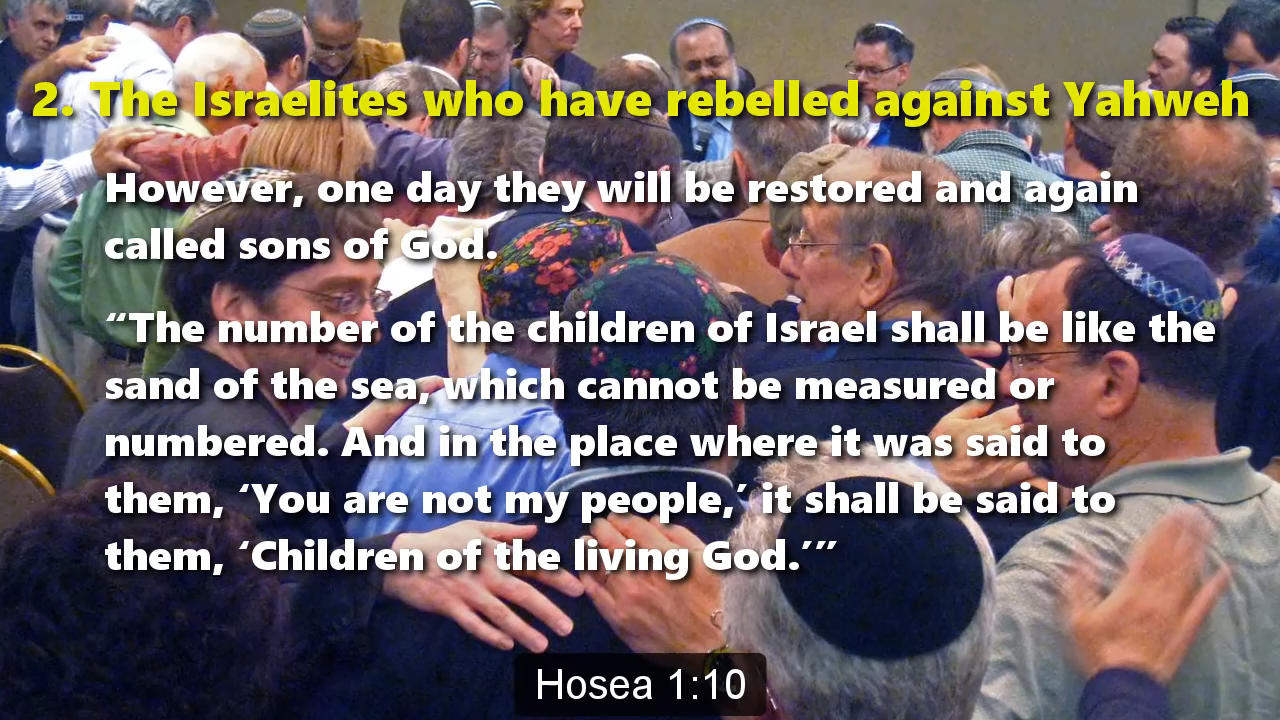 2. The Israelites who have rebelled against Yahweh
However, one day they will be restored and again
called sons of God.
“The number of the children of Israel shall be like the
sand of the sea, which cannot be measured or
numbered. And in the place where it was said to
them, ‘You are not my people,’ it shall be said to
them, ‘Children of the living God.’”
Hosea 1:10